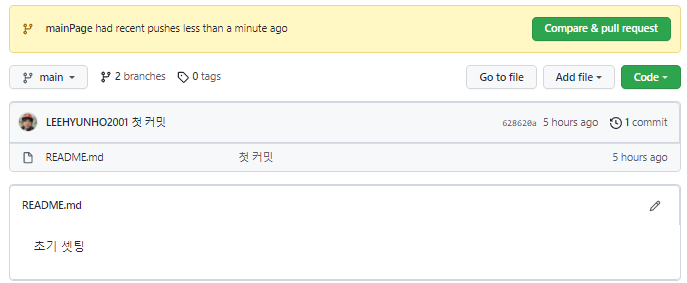 mainPage had recent pushes less than a minute ago Compare & pull request
main 2 branches 0 tags Go to file Add file Code
LEEHYUNHO2001 첫 커밋 628620a 5 hours ago 1 commit
README.md 첫 커밋 5 hours ago
README.md
초기 셋팅